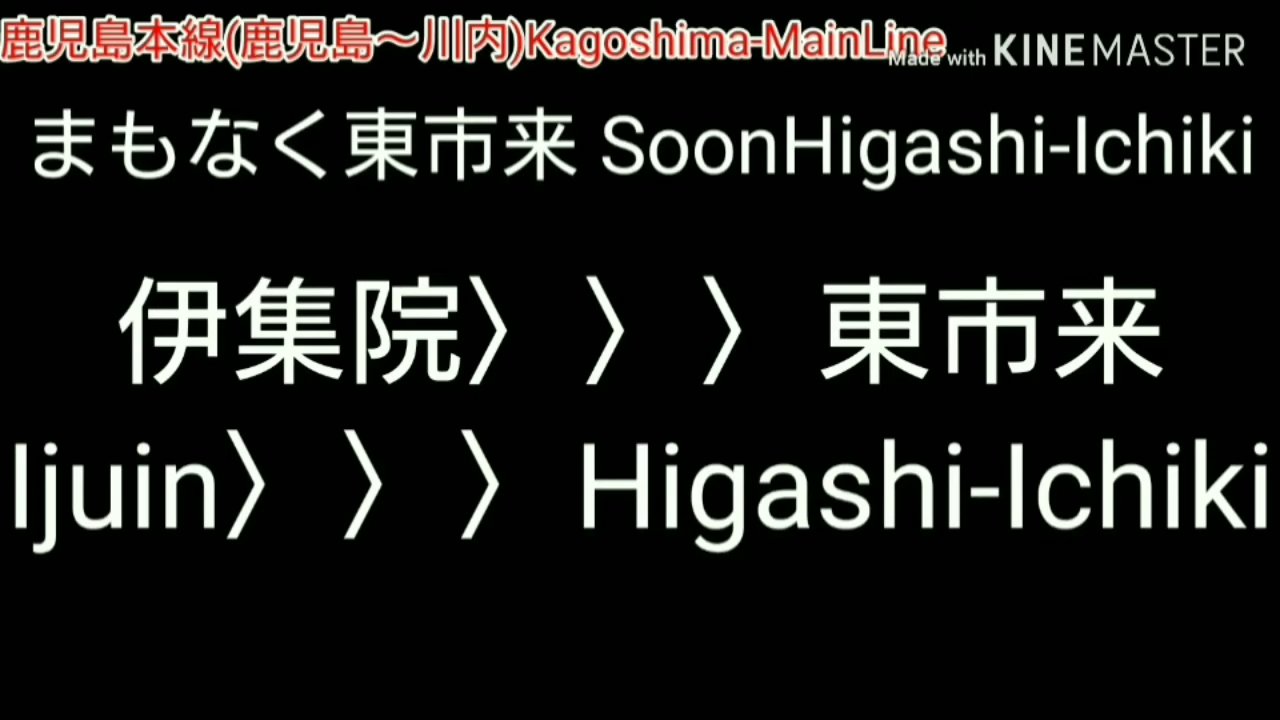 鹿児島本線(鹿児島〜川内)Kagoshima-MainLine
Made with KINEMASTER
まもなく東市来 SoonHigashi-Ichiki
伊集院〉〉〉東市来
Ijuin〉〉〉Higashi-Ichiki